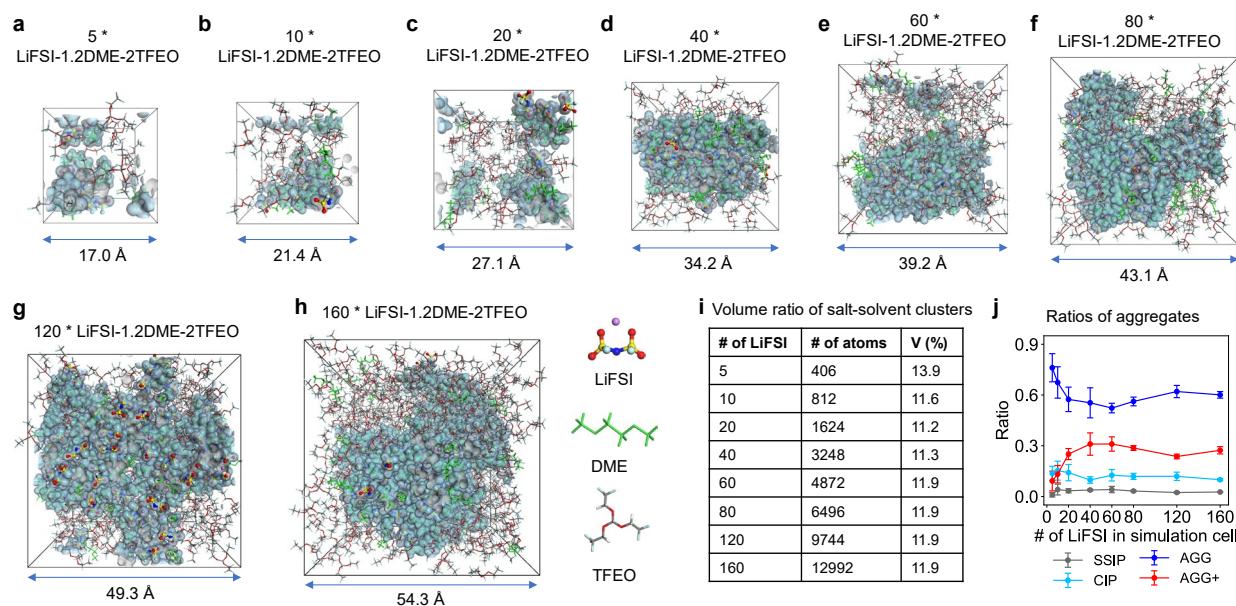 a
5 *
LiFSI-1.2DME-2TFEO
17.0 Å
b
10 *
LiFSI-1.2DME-2TFEO
21.4 Å
c
20 *
LiFSI-1.2DME-2TFEO
27.1 Å
d
40 *
LiFSI-1.2DME-2TFEO
34.2 Å
e
60 *
LiFSI-1.2DME-2TFEO
39.2 Å
f
80 *
LiFSI-1.2DME-2TFEO
43.1 Å
g
120 * LiFSI-1.2DME-2TFEO
49.3 Å
h
160 * LiFSI-1.2DME-2TFEO
54.3 Å
LiFSI
DME
TFEO
i Volume ratio of salt-solvent clusters
# of LiFSI # of atoms V (%)
5 406 13.9
10 812 11.6
20 1624 11.2
40 3248 11.3
60 4872 11.9
80 6496 11.9
120 9744 11.9
160 12992 11.9
j
Ratios of aggregates
Ratio
0.9
0.6
0.3
0.0
0 20 40 60 80 120 160
# of LiFSI in simulation cell
SSIP AGG
CIP AGG+